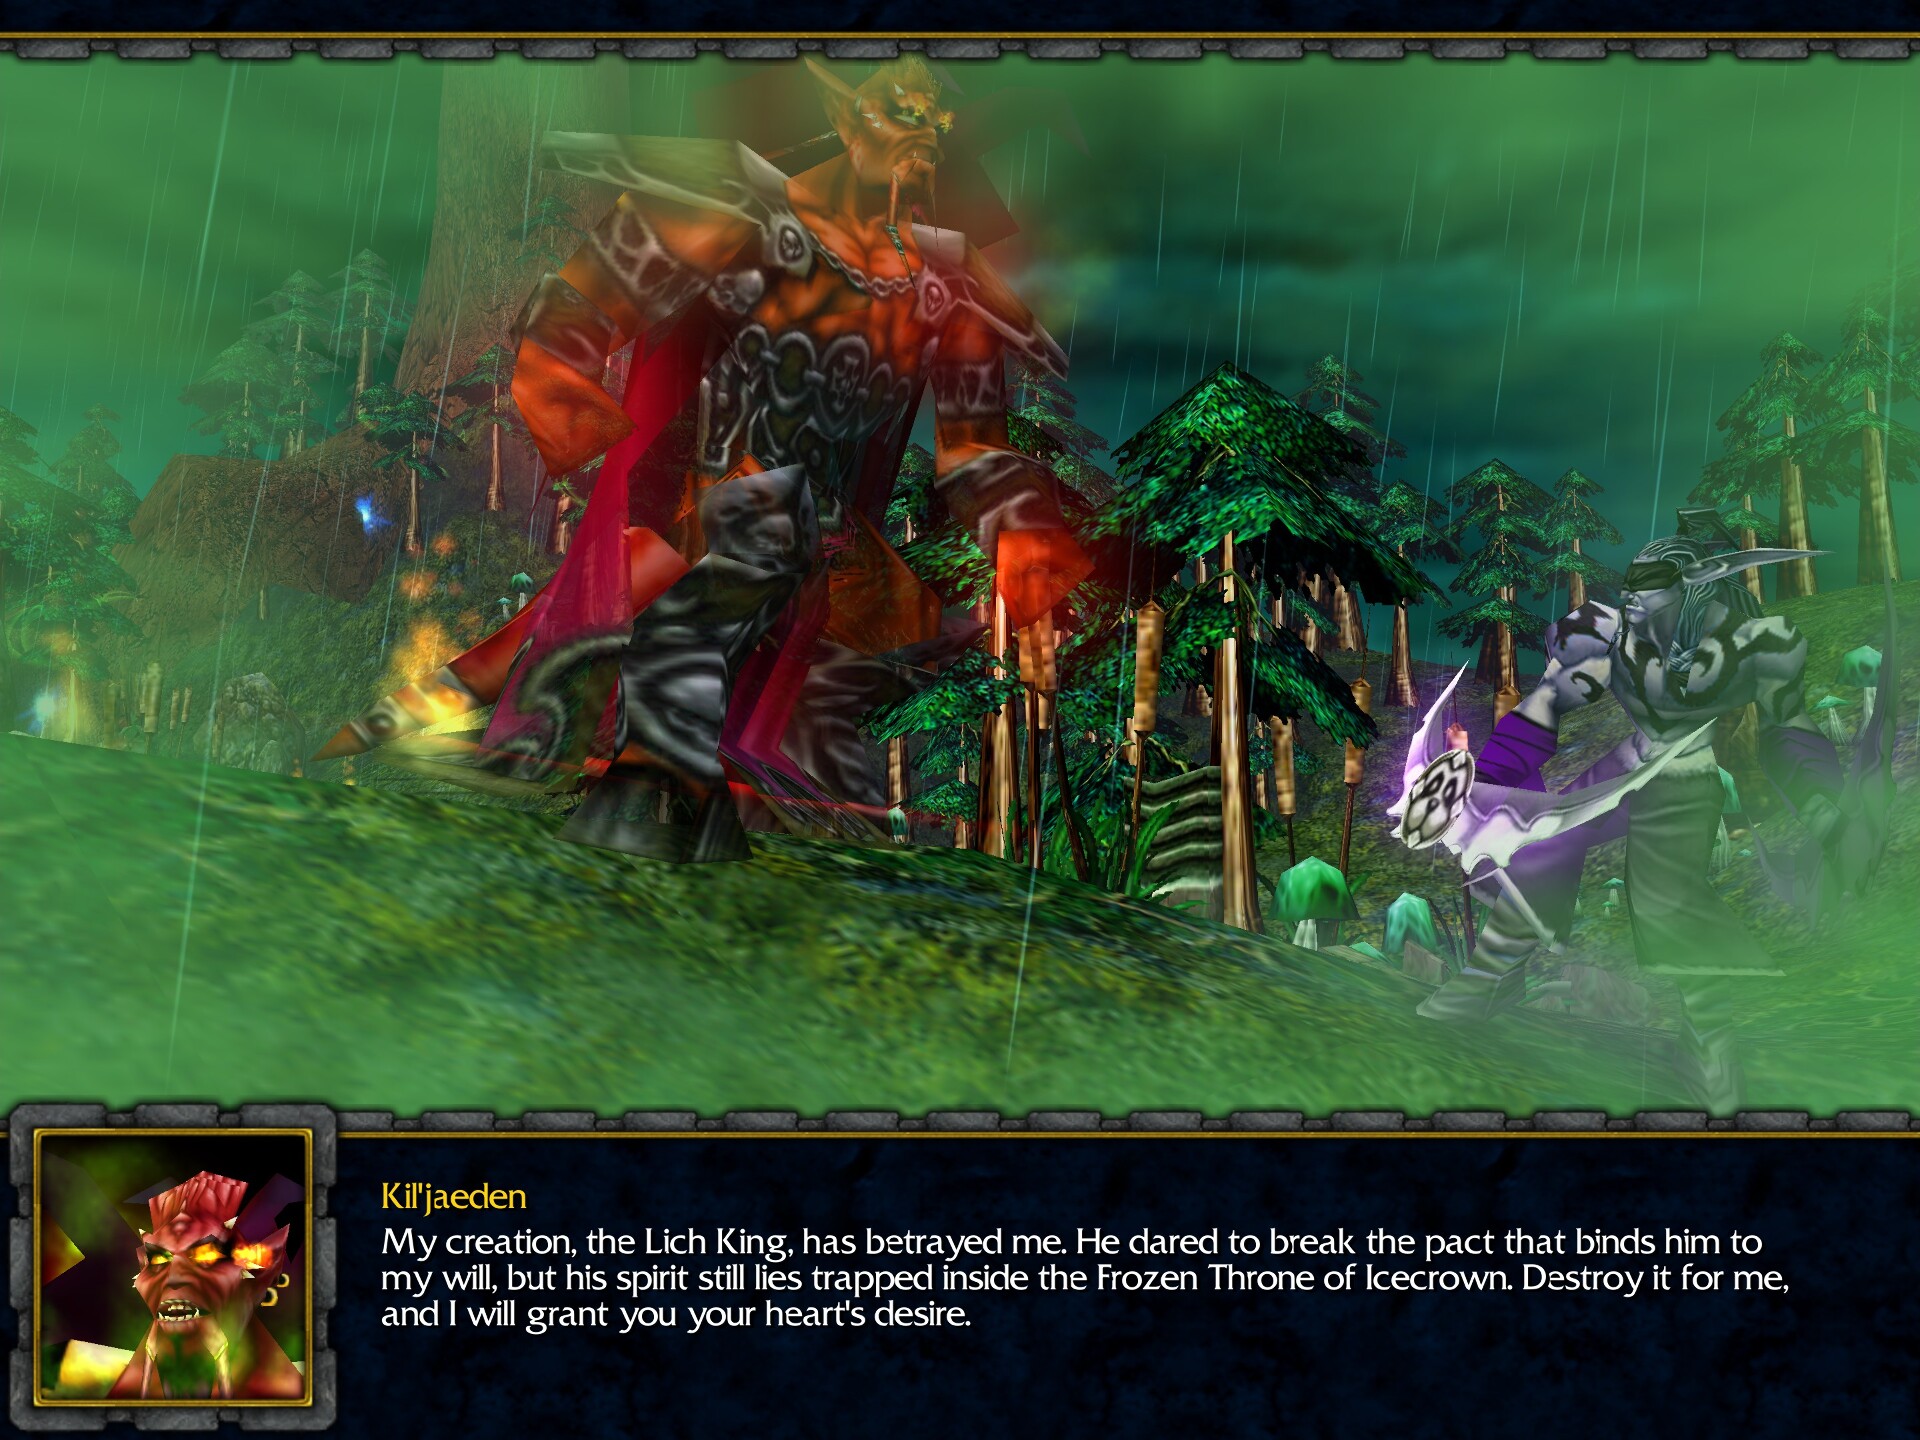 Kil'jaeden
My creation, the Lich King, has betrayed me. He dared to break the pact that binds him to
my will, but his spirit still lies trapped inside the Frozen Throne of Icecrown. Destroy it for me,
and I will grant you your heart's desire.